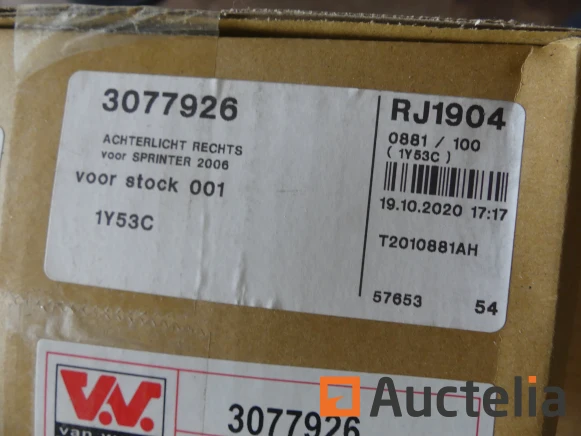 3077926
ACHTERLICHT RECHTS
voor SPRINTER 2006
voor stock 001
1Y53C
RJ1904
0881 / 100
( 1Y53C )
19.10.2020 17:17
T2010881AH
57653 54
3077926
Auctelia